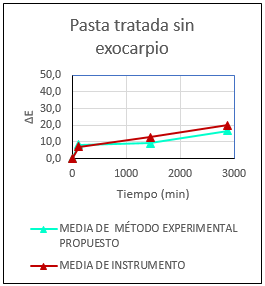 Pasta tratada sin
exocarpio
50,0
40,0
30,0
20,0
10,0
0,0
ΔE
0 1000 2000 3000
Tiempo (min)
MEDIA DE MÉTODO EXPERIMENTAL
PROPUESTO
MEDIA DE INSTRUMENTO